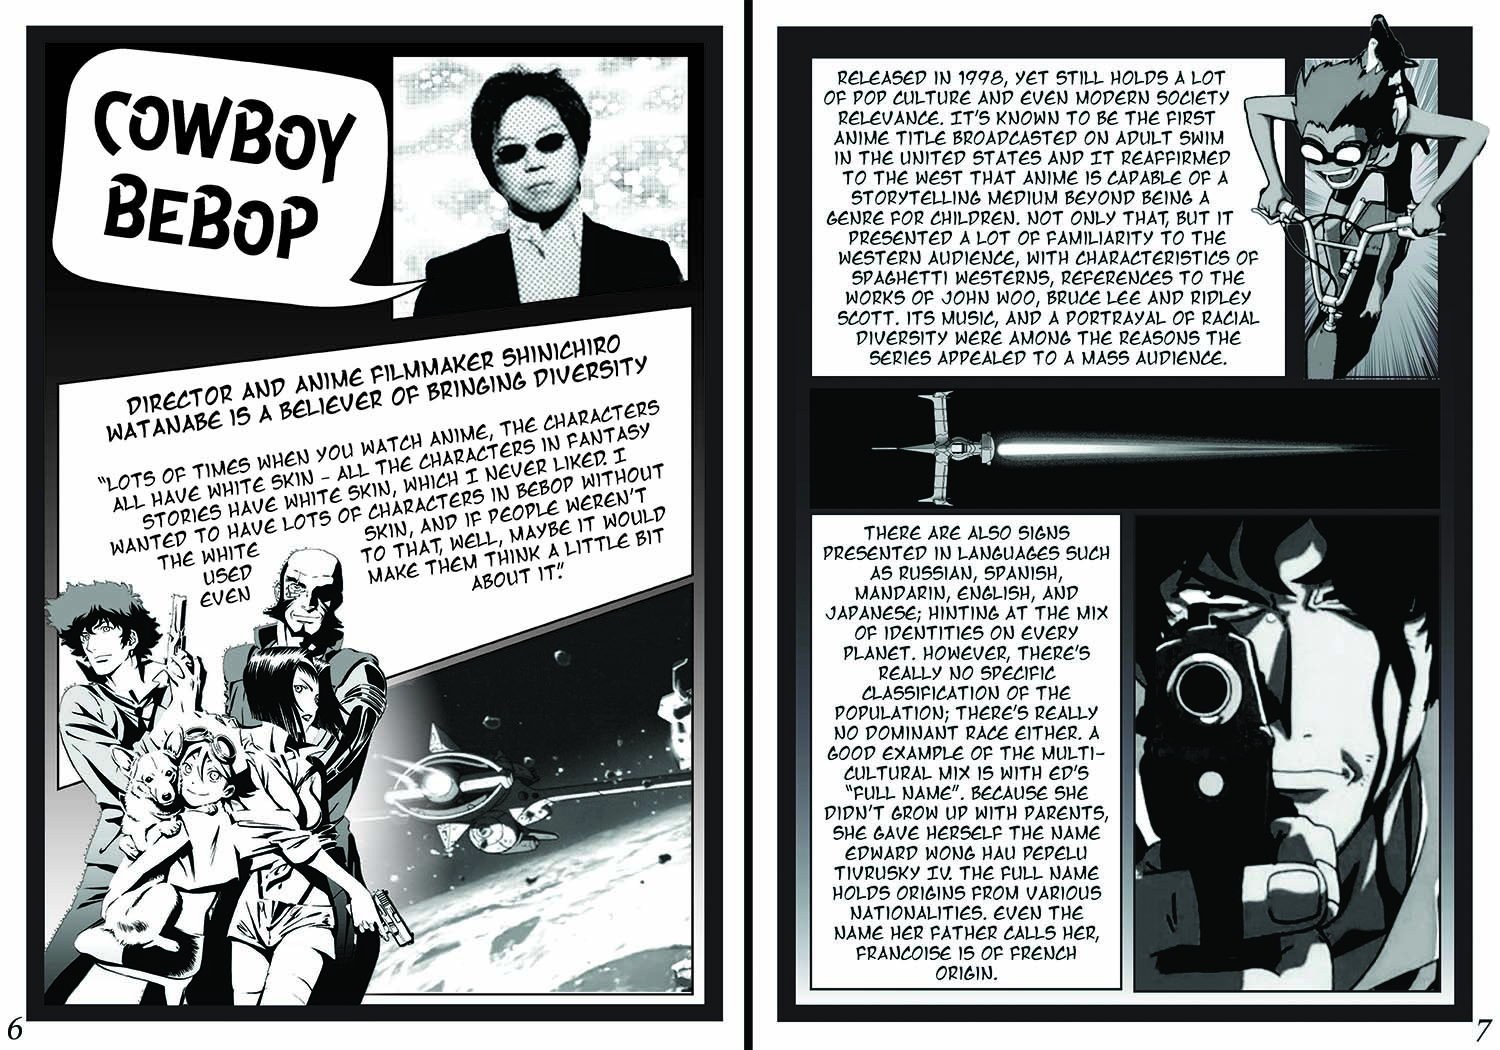 COWBOY
BEBOP
DIRECTOR AND ANIME FILMMAKER SHINICHIRO
WATANABE IS A BELIEVER OF BRINGING DIVERSITY
"LOTS OF TIMES WHEN YOU WATCH ANIME, THE CHARACTERS
ALL HAVE WHITE SKIN - ALL THE CHARACTERS IN FANTASY
STORIES HAVE WHITE SKIN, WHICH I NEVER LIKED. I
WANTED TO HAVE LOTS OF CHARACTERS IN BEBOP WITHOUT
THE WHITE SKIN, AND IF PEOPLE WEREN'T
USED TO THAT, WELL, MAYBE IT WOULD
EVEN MAKE THEM THINK A LITTLE BIT
ABOUT IT."
6
RELEASED IN 1998, YET STILL HOLDS A LOT
OF POP CULTURE AND EVEN MODERN SOCIETY
RELEVANCE. IT'S KNOWN TO BE THE FIRST
ANIME TITLE BROADCASTED ON ADULT SWIM
IN THE UNITED STATES AND IT REAFFIRMED
TO THE WEST THAT ANIME IS CAPABLE OF A
STORYTELLING MEDIUM BEYOND BEING A
GENRE FOR CHILDREN. NOT ONLY THAT, BUT IT
PRESENTED A LOT OF FAMILIARITY TO THE
WESTERN AUDIENCE, WITH CHARACTERISTICS OF
SPAGHETTI WESTERNS, REFERENCES TO THE
WORKS OF JOHN WOO, BRUCE LEE AND RIDLEY
SCOTT. ITS MUSIC, AND A PORTRAYAL OF RACIAL
DIVERSITY WERE AMONG THE REASONS THE
SERIES APPEALED TO A MASS AUDIENCE.
THERE ARE ALSO SIGNS
PRESENTED IN LANGUAGES SUCH
AS RUSSIAN, SPANISH,
MANDARIN, ENGLISH, AND
JAPANESE; HINTING AT THE MIX
OF IDENTITIES ON EVERY
PLANET. HOWEVER, THERE'S
REALLY NO SPECIFIC
CLASSIFICATION OF THE
POPULATION; THERE'S REALLY
NO DOMINANT RACE EITHER. A
GOOD EXAMPLE OF THE MULTI-
CULTURAL MIX IS WITH ED'S
"FULL NAME". BECAUSE SHE
DIDN'T GROW UP WITH PARENTS,
SHE GAVE HERSELF THE NAME
EDWARD WONG HAU PEPELU
TIVRUSKY IV. THE FULL NAME
HOLDS ORIGINS FROM VARIOUS
NATIONALITIES. EVEN THE
NAME HER FATHER CALLS HER,
FRANCOISE IS OF FRENCH
ORIGIN.
7